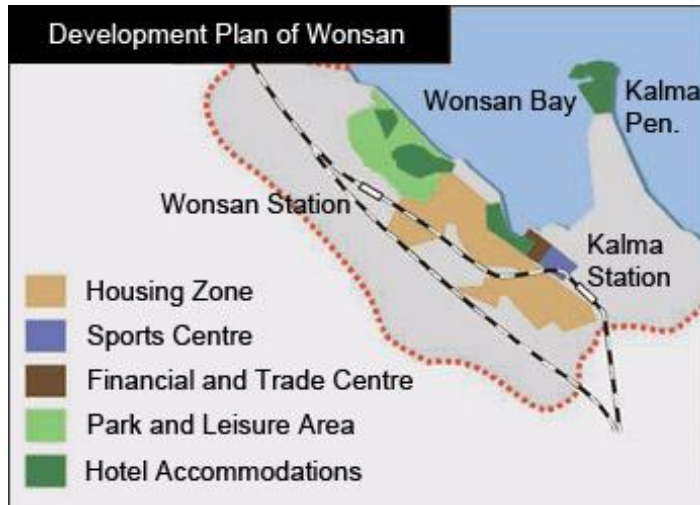 Development Plan of Wonsan
Wonsan Bay
Kalma
Pen.
Wonsan Station
Kalma
Station
Housing Zone
Sports Centre
Financial and Trade Centre
Park and Leisure Area
Hotel Accommodations